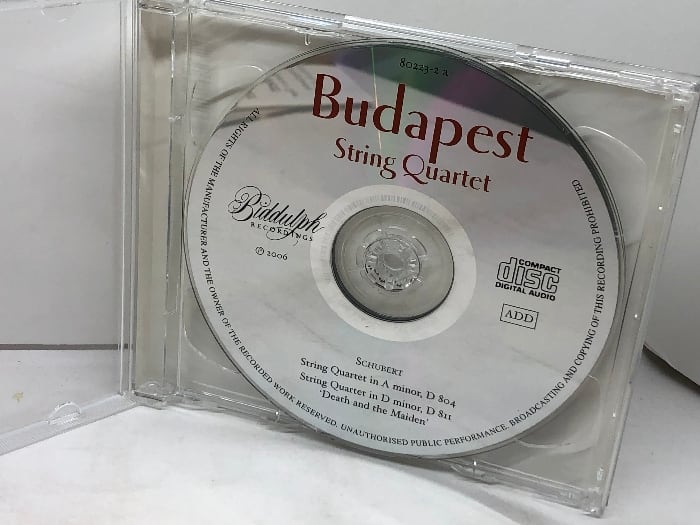 80223-2 a
Budapest
String Quartet
Biddulph
RECORDINGS
℗ 2006
COMPACT
disc
DIGITAL AUDIO
ADD
SCHUBERT
String Quartet in A minor, D 804
String Quartet in D minor, D 811
'Death and the Maiden'
ALL RIGHTS OF THE MANUFACTURER AND THE OWNER OF THE RECORDED WORK RESERVED. UNAUTHORISED PUBLIC PERFORMANCE, BROADCASTING AND COPYING OF THIS RECORDING PROHIBITED